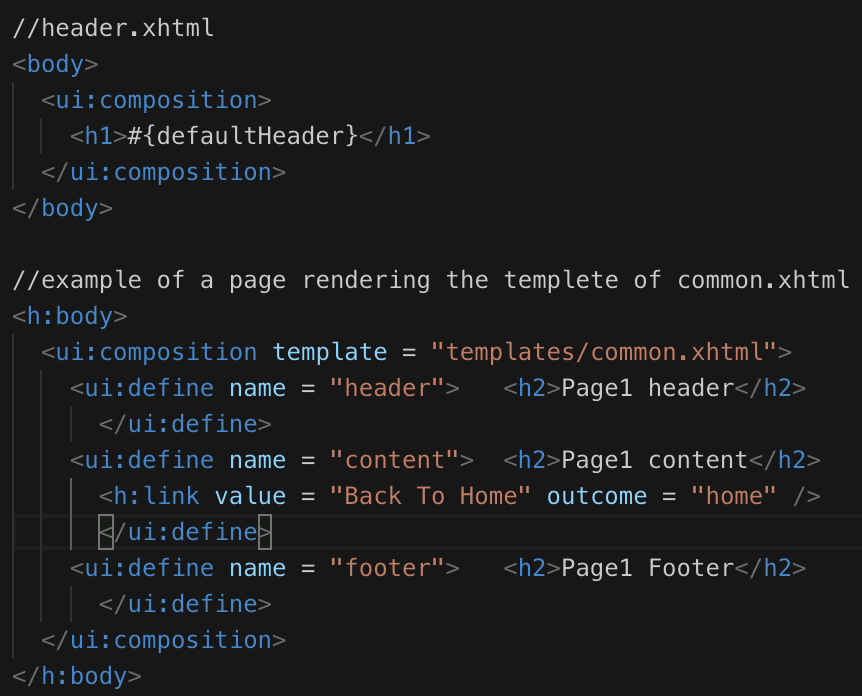 //header.xhtml
<body>
<ui:composition>
<h1>#{defaultHeader}</h1>
</ui:composition>
</body>
//example of a page rendering the templete of common.xhtml
<h:body>
<ui:composition template = "templates/common.xhtml">
<ui:define name = "header">   <h2>Page1 header</h2>
</ui:define>
<ui:define name = "content">  <h2>Page1 content</h2>
<h:link value = "Back To Home" outcome = "home" />
</ui:define>
<ui:define name = "footer">   <h2>Page1 Footer</h2>
</ui:define>
</ui:composition>
</h:body>